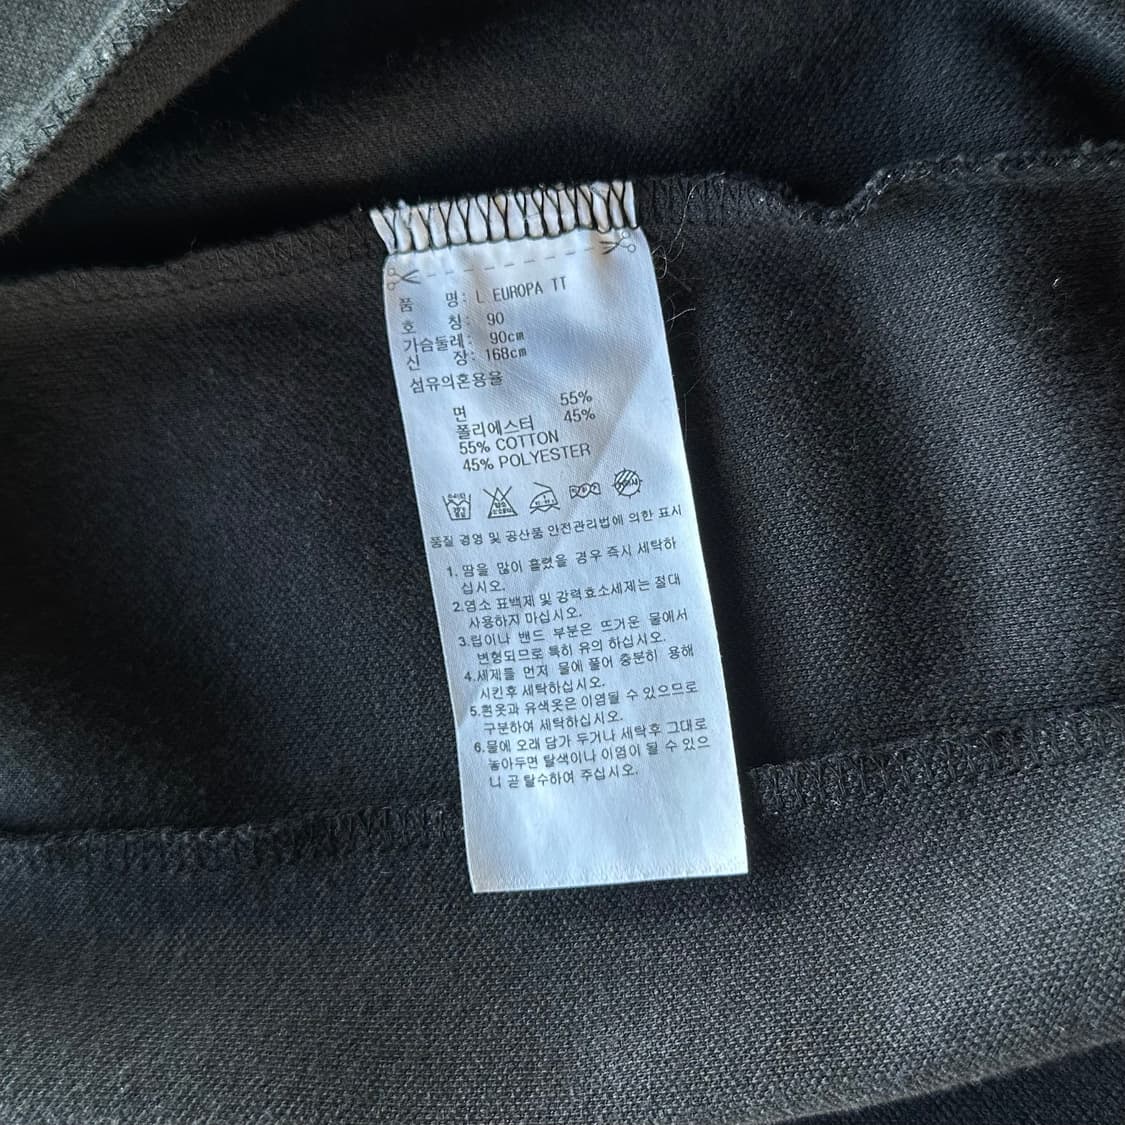 품 명: L EUROPA TT
호 칭: 90
가슴둘레: 90cm
신 장: 168cm
섬유의혼용율
면 55%
폴리에스터 45%
55% COTTON
45% POLYESTER
품질 경영 및 공산품 안전관리법에 의한 표시
1. 땀을 많이 흘렸을 경우 즉시 세탁하
십시오.
2.염소 표백제 및 강력효소세제는 절대
사용하지 마십시오.
3.립이나 밴드 부분은 뜨거운 물에서
변형되므로 특히 유의 하십시오.
4.세제를 먼저 물에 풀어 충분히 용해
시킨후 세탁하십시오.
5.흰옷과 유색옷은 이염될 수 있으므로
구분하여 세탁하십시오.
6.물에 오래 담가 두거나 세탁후 그대로
놓아두면 탈색이나 이염이 될 수 있으
니 곧 탈수하여 주십시오.